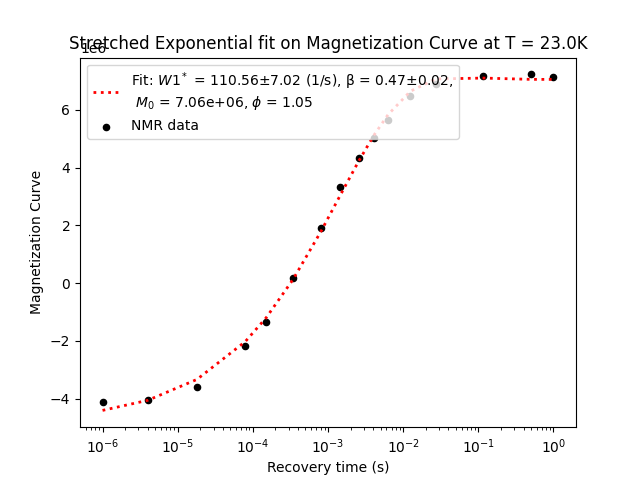 Stretched Exponential fit on Magnetization Curve at T = 23.0K
1e6
Fit: W1* = 110.56±7.02 (1/s), β = 0.47±0.02,
M₀ = 7.06e+06, ϕ = 1.05
NMR data
6
4
2
0
−2
−4
Magnetization Curve
10⁻⁶ 10⁻⁵ 10⁻⁴ 10⁻³ 10⁻² 10⁻¹ 10⁰
Recovery time (s)